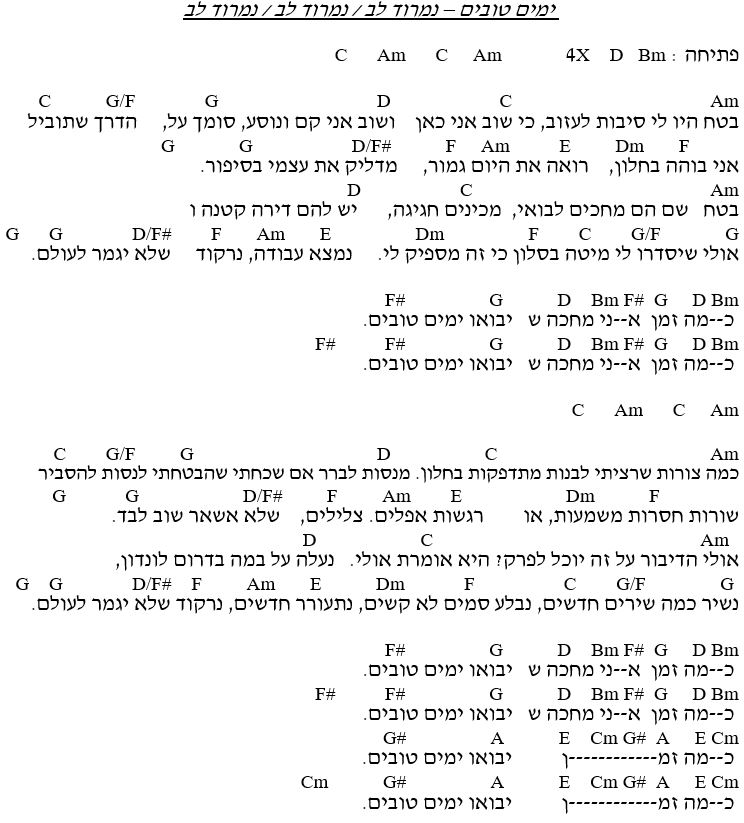 ימים טובים – נמרוד לב / נמרוד לב / נמרוד לב
פתיחה : Bm D 4X Am C Am C
Am C D G G/F C
בטח היו לי סיבות לעזוב, כי שוב אני כאן ושוב אני קם ונוסע, סומך על, הדרך שתוביל
F Dm E Am F D/F# G G
אני בוהה בחלון, רואה את היום גמור, מדליק את עצמי בסיפור.
Am C D
בטח שם הם מחכים לבואי, מכינים חגיגה, יש להם דירה קטנה ו
G G/F C F Dm E Am F D/F# G G
אולי שיסדרו לי מיטה בסלון כי זה מספיק לי. נמצא עבודה, נרקוד שלא יגמר לעולם.
Bm D G F# Bm D G F#
כ--מה זמן א--ני מחכה ש יבואו ימים טובים.
Bm D G F# Bm D G F# F#
כ--מה זמן א--ני מחכה ש יבואו ימים טובים.
Am C Am C
Am C D G G/F C
כמה צורות שרציתי לבנות מתדפקות בחלון. מנסות לברר אם שכחתי שהבטחתי לנסות להסביר
F Dm E Am F D/F# G G
שורות חסרות משמעות, או רגשות אפלים. צלילים, שלא אשאר שוב לבד.
Am C D
אולי הדיבור על זה יוכל לפרק? היא אומרת אולי. נעלה על במה בדרום לונדון,
G G/F C F Dm E Am F D/F# G G
נשיר כמה שירים חדשים, נבלע סמים לא קשים, נתעורר חדשים, נרקוד שלא יגמר לעולם.
Bm D G F# Bm D G F#
כ--מה זמן א--ני מחכה ש יבואו ימים טובים.
Bm D G F# Bm D G F# F#
כ--מה זמן א--ני מחכה ש יבואו ימים טובים.
Cm E A G# Cm E A G#
כ--מה זמ------------ן יבואו ימים טובים.
Cm E A G# Cm E A G# Cm
כ--מה זמ------------ן יבואו ימים טובים.